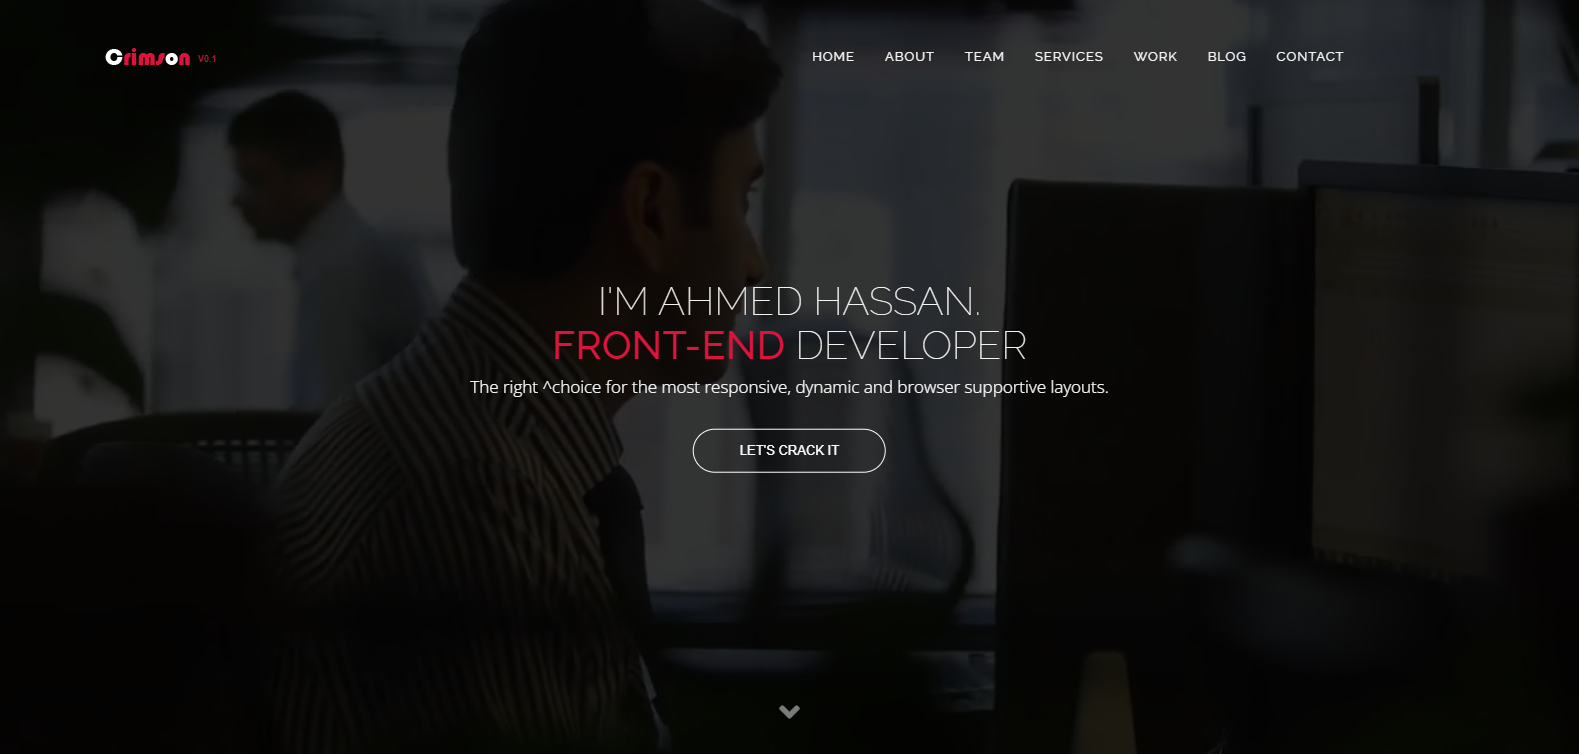 Crimson V0.1
HOME ABOUT TEAM SERVICES WORK BLOG CONTACT
I'M AHMED HASSAN.
FRONT-END DEVELOPER
The right ^choice for the most responsive, dynamic and browser supportive layouts.
LET'S CRACK IT